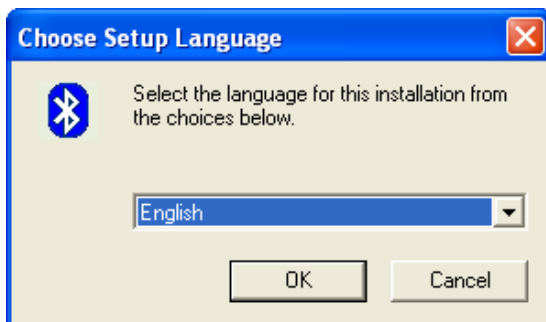 Choose Setup Language
Select the language for this installation from
the choices below.
English
OK
Cancel